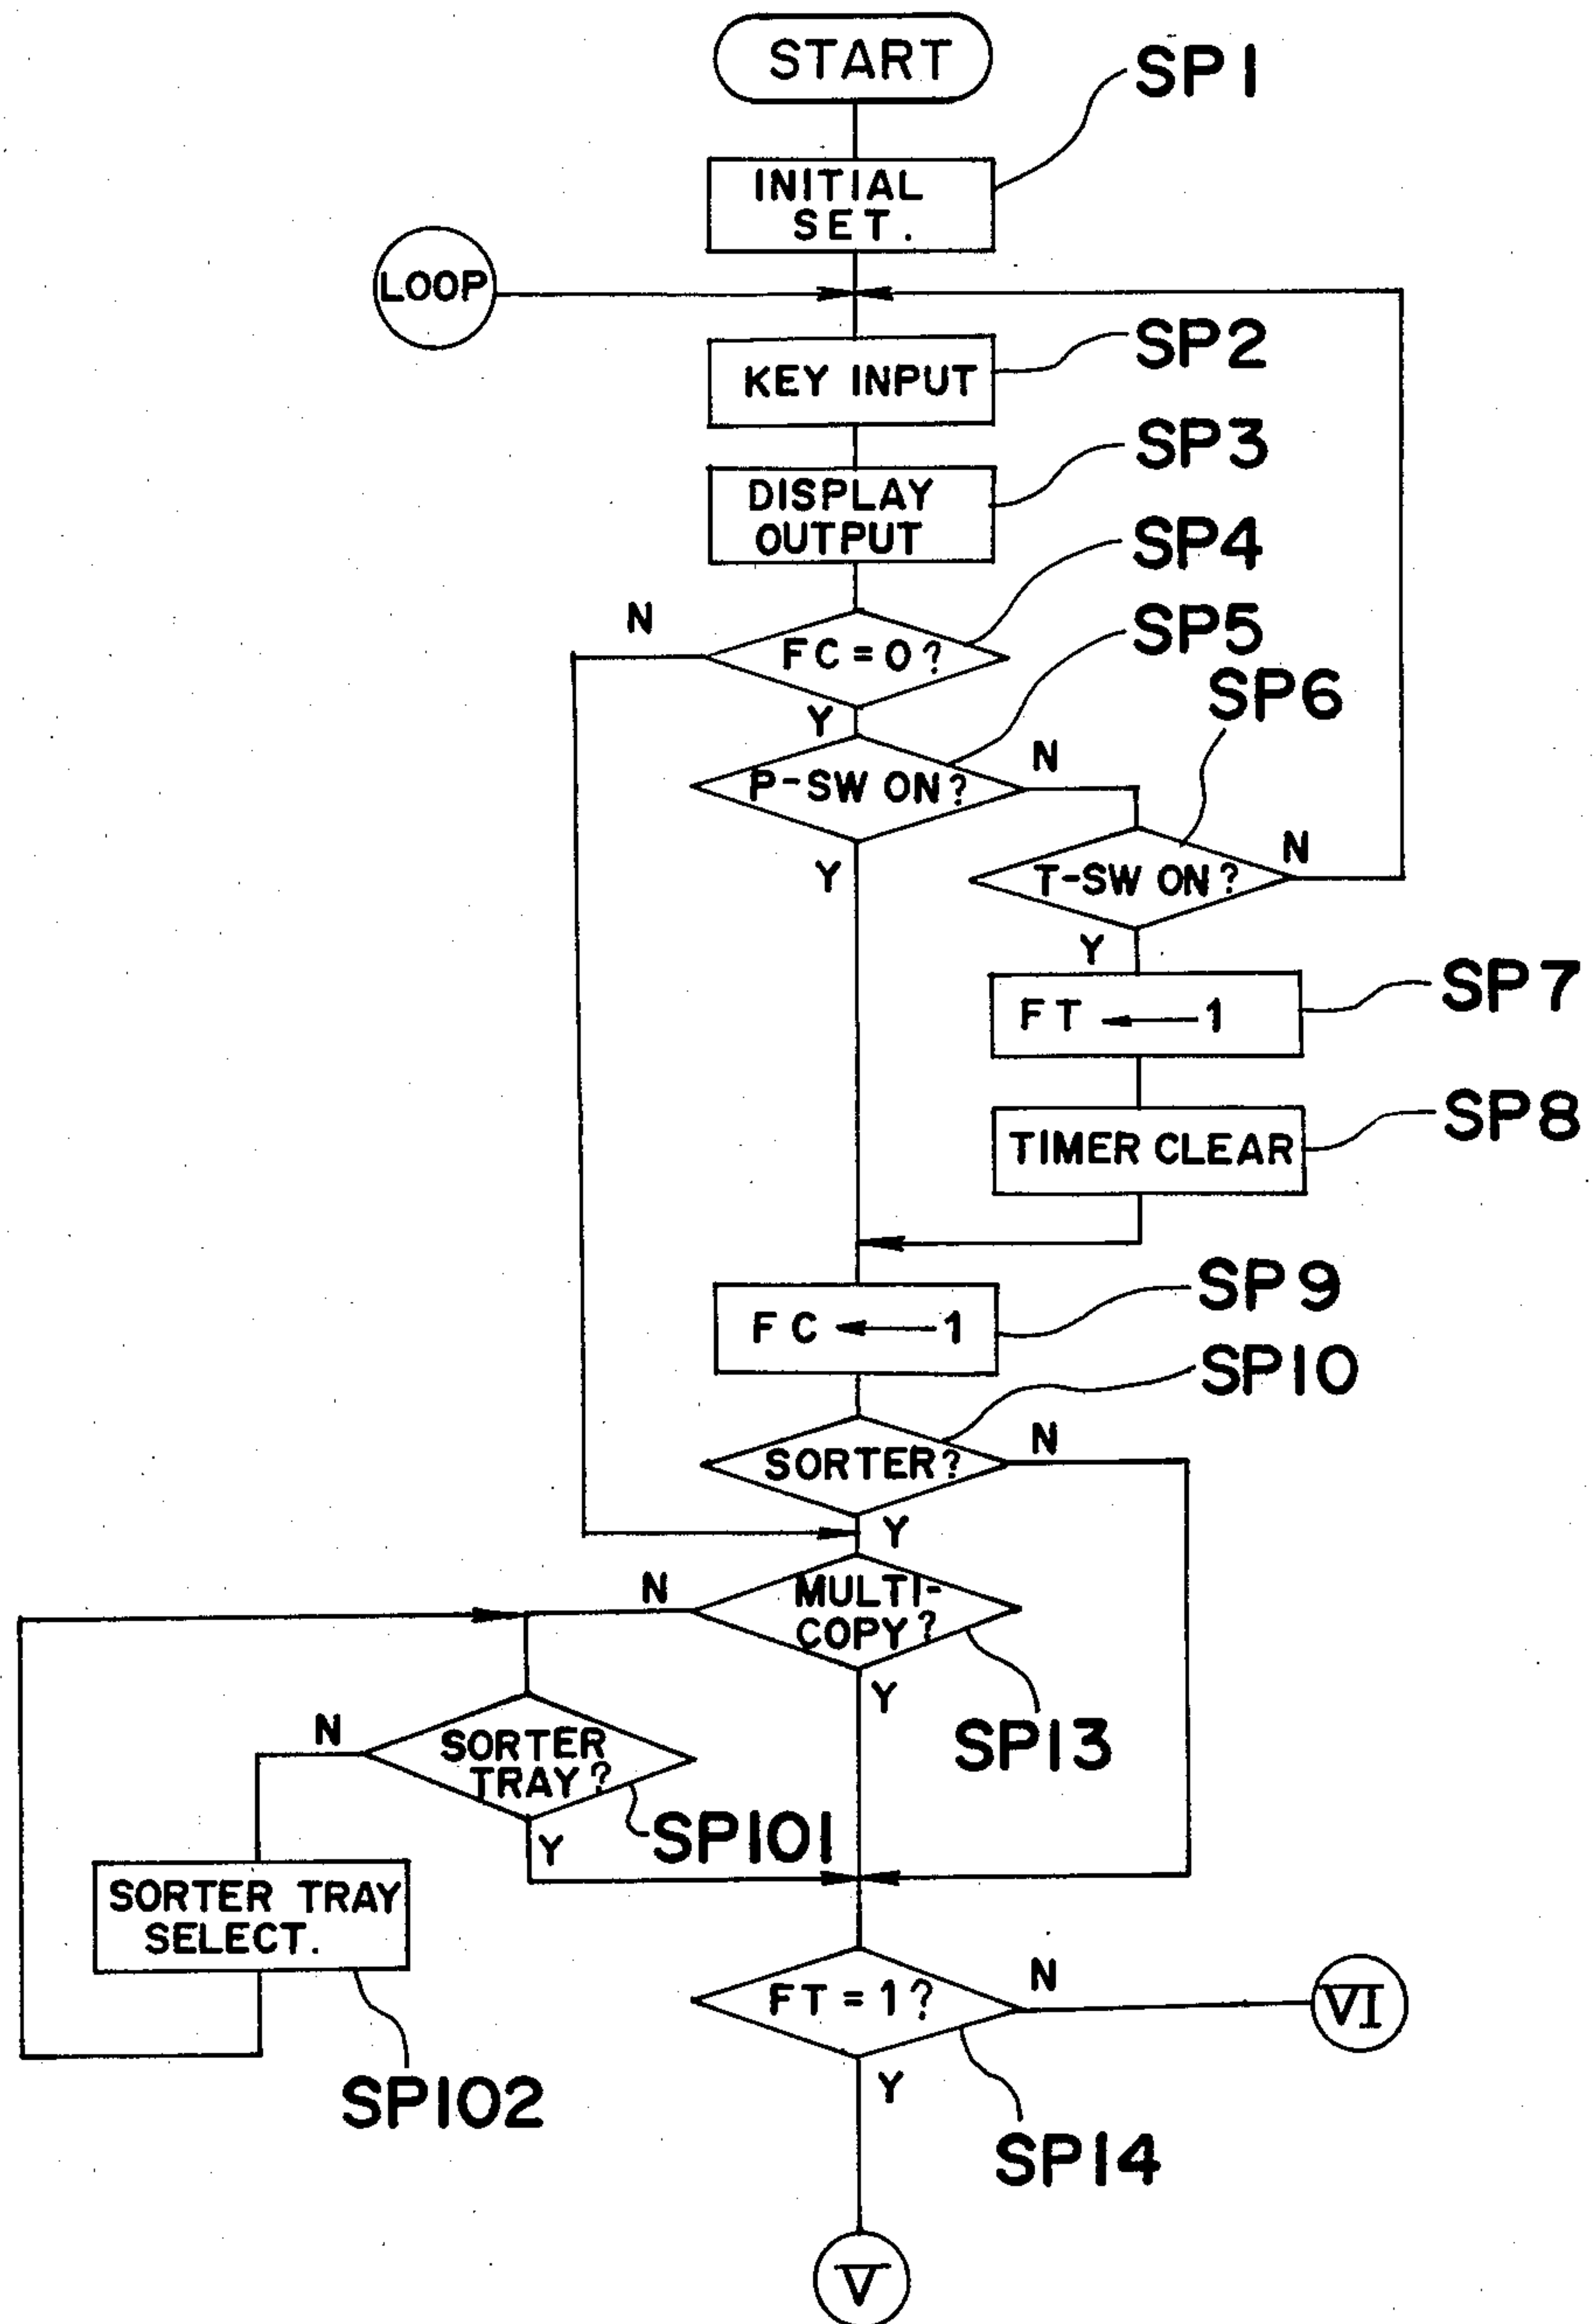 START
SP1
INITIAL
SET.
LOOP
KEY INPUT
SP2
DISPLAY
OUTPUT
SP3
SP4
N
FC=0?
Y
SP5
P-SW ON?
N
SP6
Y
T-SW ON?
N
Y
FT ← 1
SP7
TIMER CLEAR
SP8
FC ← 1
SP9
SP10
SORTER?
N
Y
N
MULTI-
COPY?
Y
SP13
N
SORTER
TRAY?
Y
SP101
SORTER TRAY
SELECT.
SP102
FT=1?
N
VI
Y
SP14
V